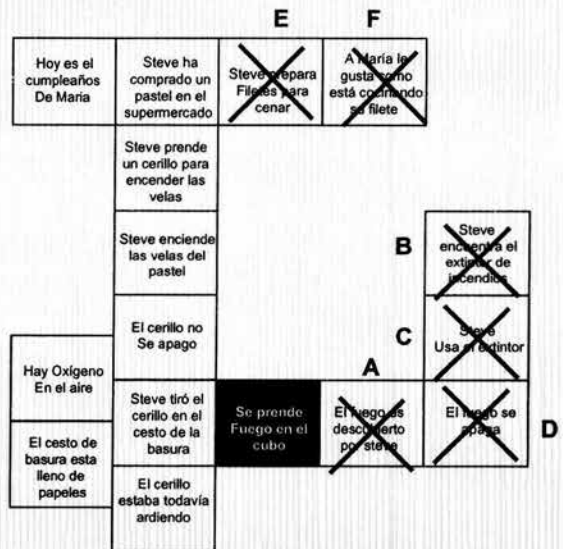 E
F
Hoy es el
cumpleaños
De Maria
Steve ha
comprado un
pastel en el
supermercado
Steve prepara
Filetes para
cenar
A María le
gusta como
está cocinando
su filete
Steve prende
un cerillo para
encender las
velas
Steve enciende
las velas del
pastel
B
Steve
encuentra el
extintor de
incendios
El cerillo no
Se apago
C
Steve
Usa el extintor
Hay Oxígeno
En el aire
A
Steve tiró el
cerillo en el
cesto de la
basura
Se prende
Fuego en el
cubo
El fuego es
descubierto
por steve
El fuego se
apaga
D
El cesto de
basura esta
lleno de
papeles
El cerillo
estaba todavía
ardiendo